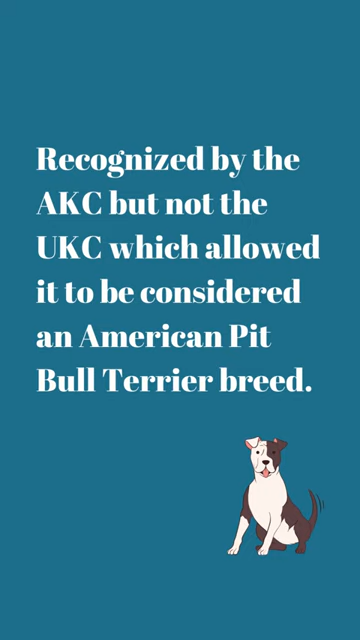 Recognized by the
AKC but not the
UKC which allowed
it to be considered
an American Pit
Bull Terrier breed.